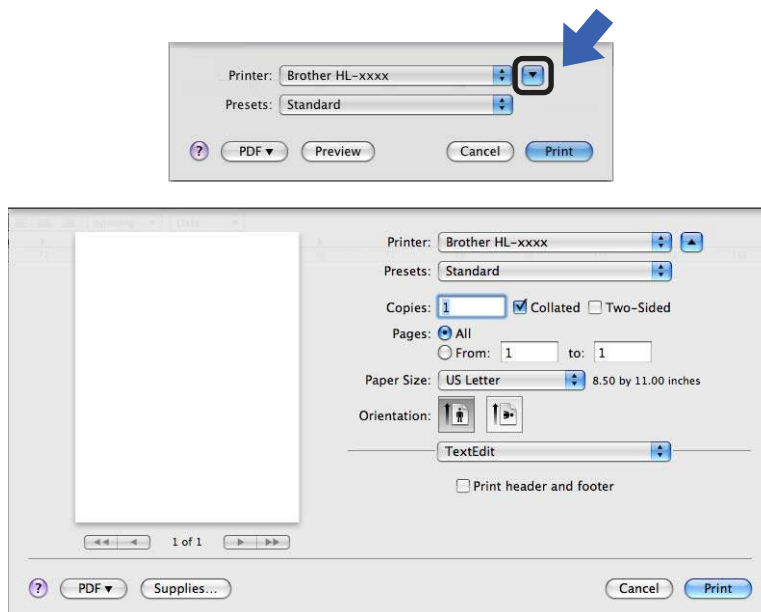 Printer: Brother HL-xxxx
Presets: Standard
? PDF▼ Preview Cancel Print
Printer: Brother HL-xxxx
Presets: Standard
Copies: 1 Collated Two-Sided
Pages: All
From: 1 to: 1
Paper Size: US Letter 8.50 by 11.00 inches
Orientation:
TextEdit
Print header and footer
1 of 1
? PDF▼ Supplies... Cancel Print